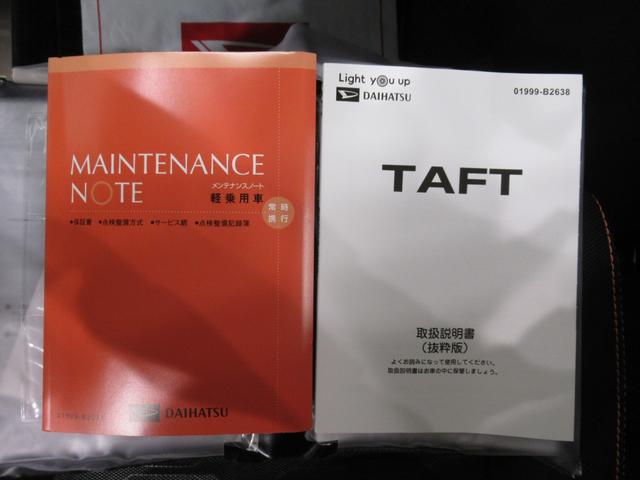 MAINTENANCE
NOTE
メンテナンスノート
軽乗用車
常時
携行
●保証書 ●点検整備方式 ●サービス網 ●点検整備記録簿
DAIHATSU
Light you up
DAIHATSU
01999-B2638
TAFT
取扱説明書
（抜粋版）
よくお読みになって使用してください。
取扱説明書はお車の中に保管しましょう。